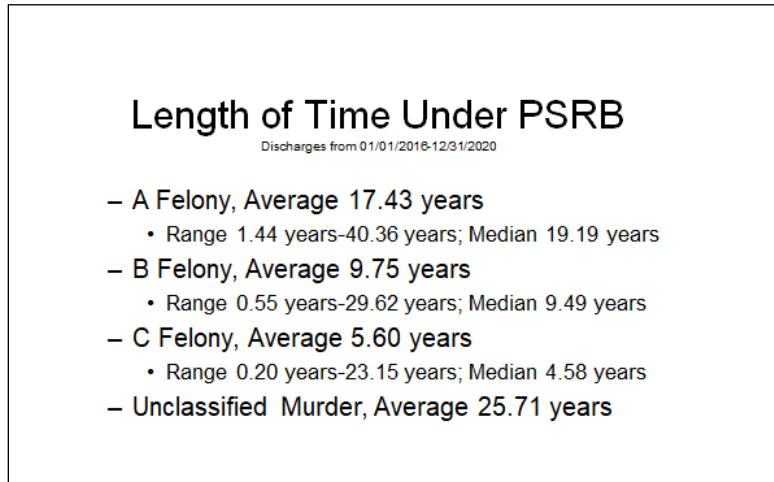 Length of Time Under PSRB
Discharges from 01/01/2016-12/31/2020
– A Felony, Average 17.43 years
• Range 1.44 years-40.36 years; Median 19.19 years
– B Felony, Average 9.75 years
• Range 0.55 years-29.62 years; Median 9.49 years
– C Felony, Average 5.60 years
• Range 0.20 years-23.15 years; Median 4.58 years
– Unclassified Murder, Average 25.71 years